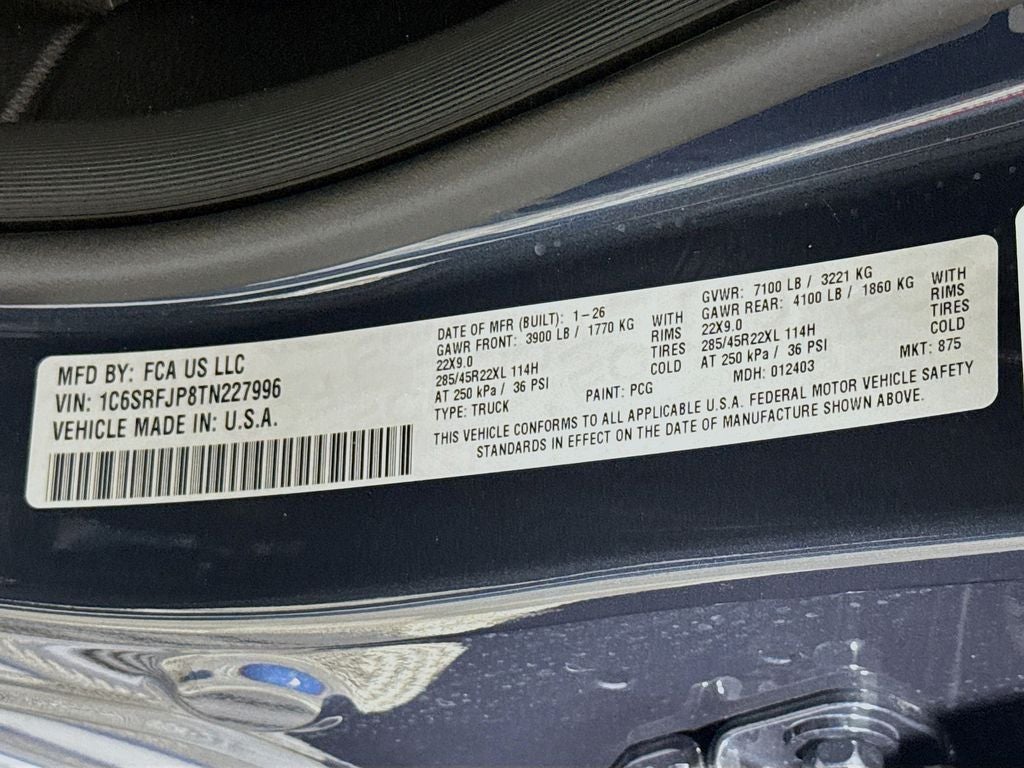 MFD BY: FCA US LLC
VIN: 1C6SRFJP8TN227996
VEHICLE MADE IN: U.S.A.
DATE OF MFR (BUILT): 1-26
GAWR FRONT: 3900 LB / 1770 KG WITH
22X9.0 RIMS
285/45R22XL 114H TIRES
AT 250 kPa / 36 PSI COLD
TYPE: TRUCK PAINT: PCG
GVWR: 7100 LB / 3221 KG
GAWR REAR: 4100 LB / 1860 KG WITH
22X9.0 RIMS
285/45R22XL 114H TIRES
AT 250 kPa / 36 PSI COLD
MDH: 012403 MKT: 875
THIS VEHICLE CONFORMS TO ALL APPLICABLE U.S.A. FEDERAL MOTOR VEHICLE SAFETY
STANDARDS IN EFFECT ON THE DATE OF MANUFACTURE SHOWN ABOVE.